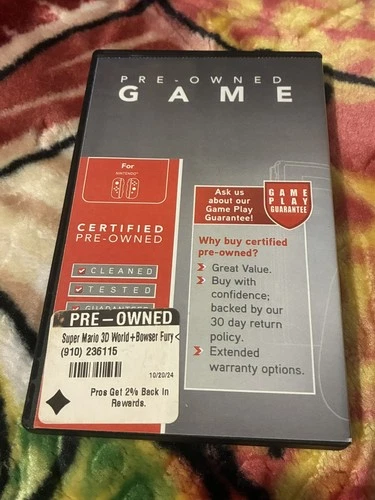 PRE-OWNED
GAME
For
NINTENDO
CERTIFIED
PRE-OWNED
CLEANED
TESTED
GUARANTEED
Ask us
about our
Game Play
Guarantee!
GAME
PLAY
GUARANTEE
Why buy certified
pre-owned?
Great Value.
Buy with
confidence;
backed by our
30 day return
policy.
Extended
warranty options.
PRE-OWNED
Super Mario 3D World+Bowser Fury<
(910) 236115
10/20/24
Pros Get 2% Back In
Rewards.